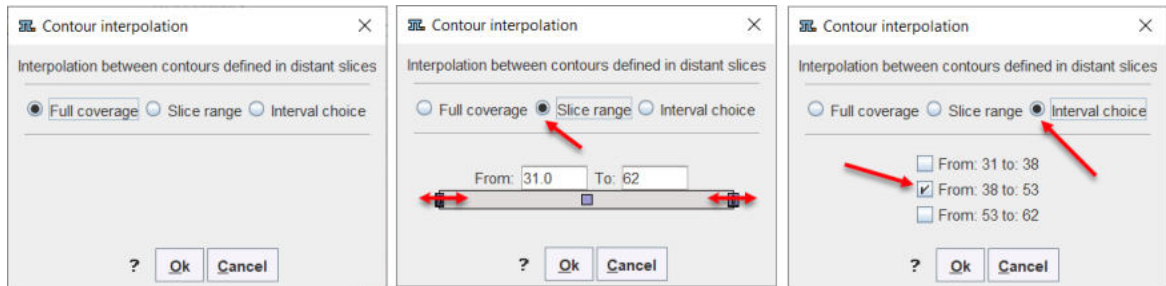 Contour interpolation
Interpolation between contours defined in distant slices
Full coverage Slice range Interval choice
? Ok Cancel
Contour interpolation
Interpolation between contours defined in distant slices
Full coverage Slice range Interval choice
From: 31.0 To: 62
? Ok Cancel
Contour interpolation
Interpolation between contours defined in distant slices
Full coverage Slice range Interval choice
From: 31 to: 38
From: 38 to: 53
From: 53 to: 62
? Ok Cancel